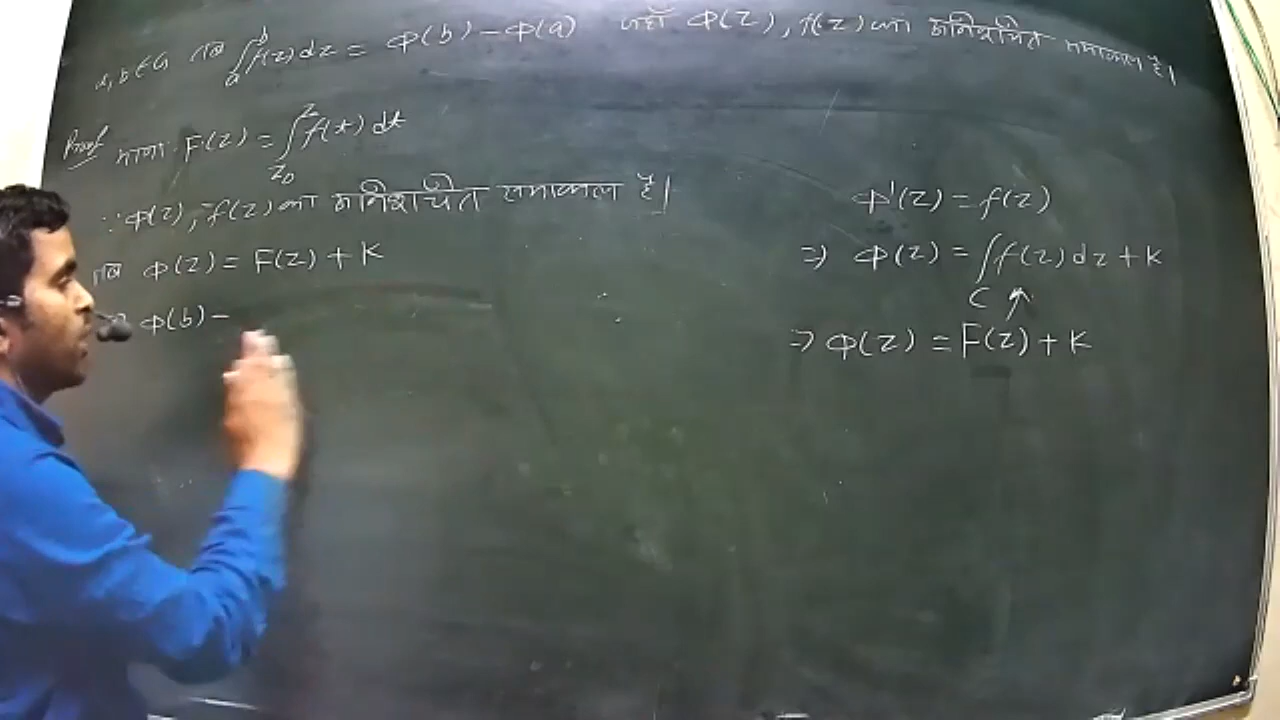 a, b ∈ G तब ∫ₐᵇ f(z) dz = Φ(b) − Φ(a) जहाँ Φ(z), f(z) का अनिश्चित समाकल है।
Proof माना F(z) = ∫_{z₀}^{z} f(t) dt
∵ Φ(z), f(z) का अनिश्चित समाकल है।
तब Φ(z) = F(z) + K
Φ(b) −
Φ'(z) = f(z)
⇒ Φ(z) = ∫_C f(z) dz + K
↑
⇒ Φ(z) = F(z) + K